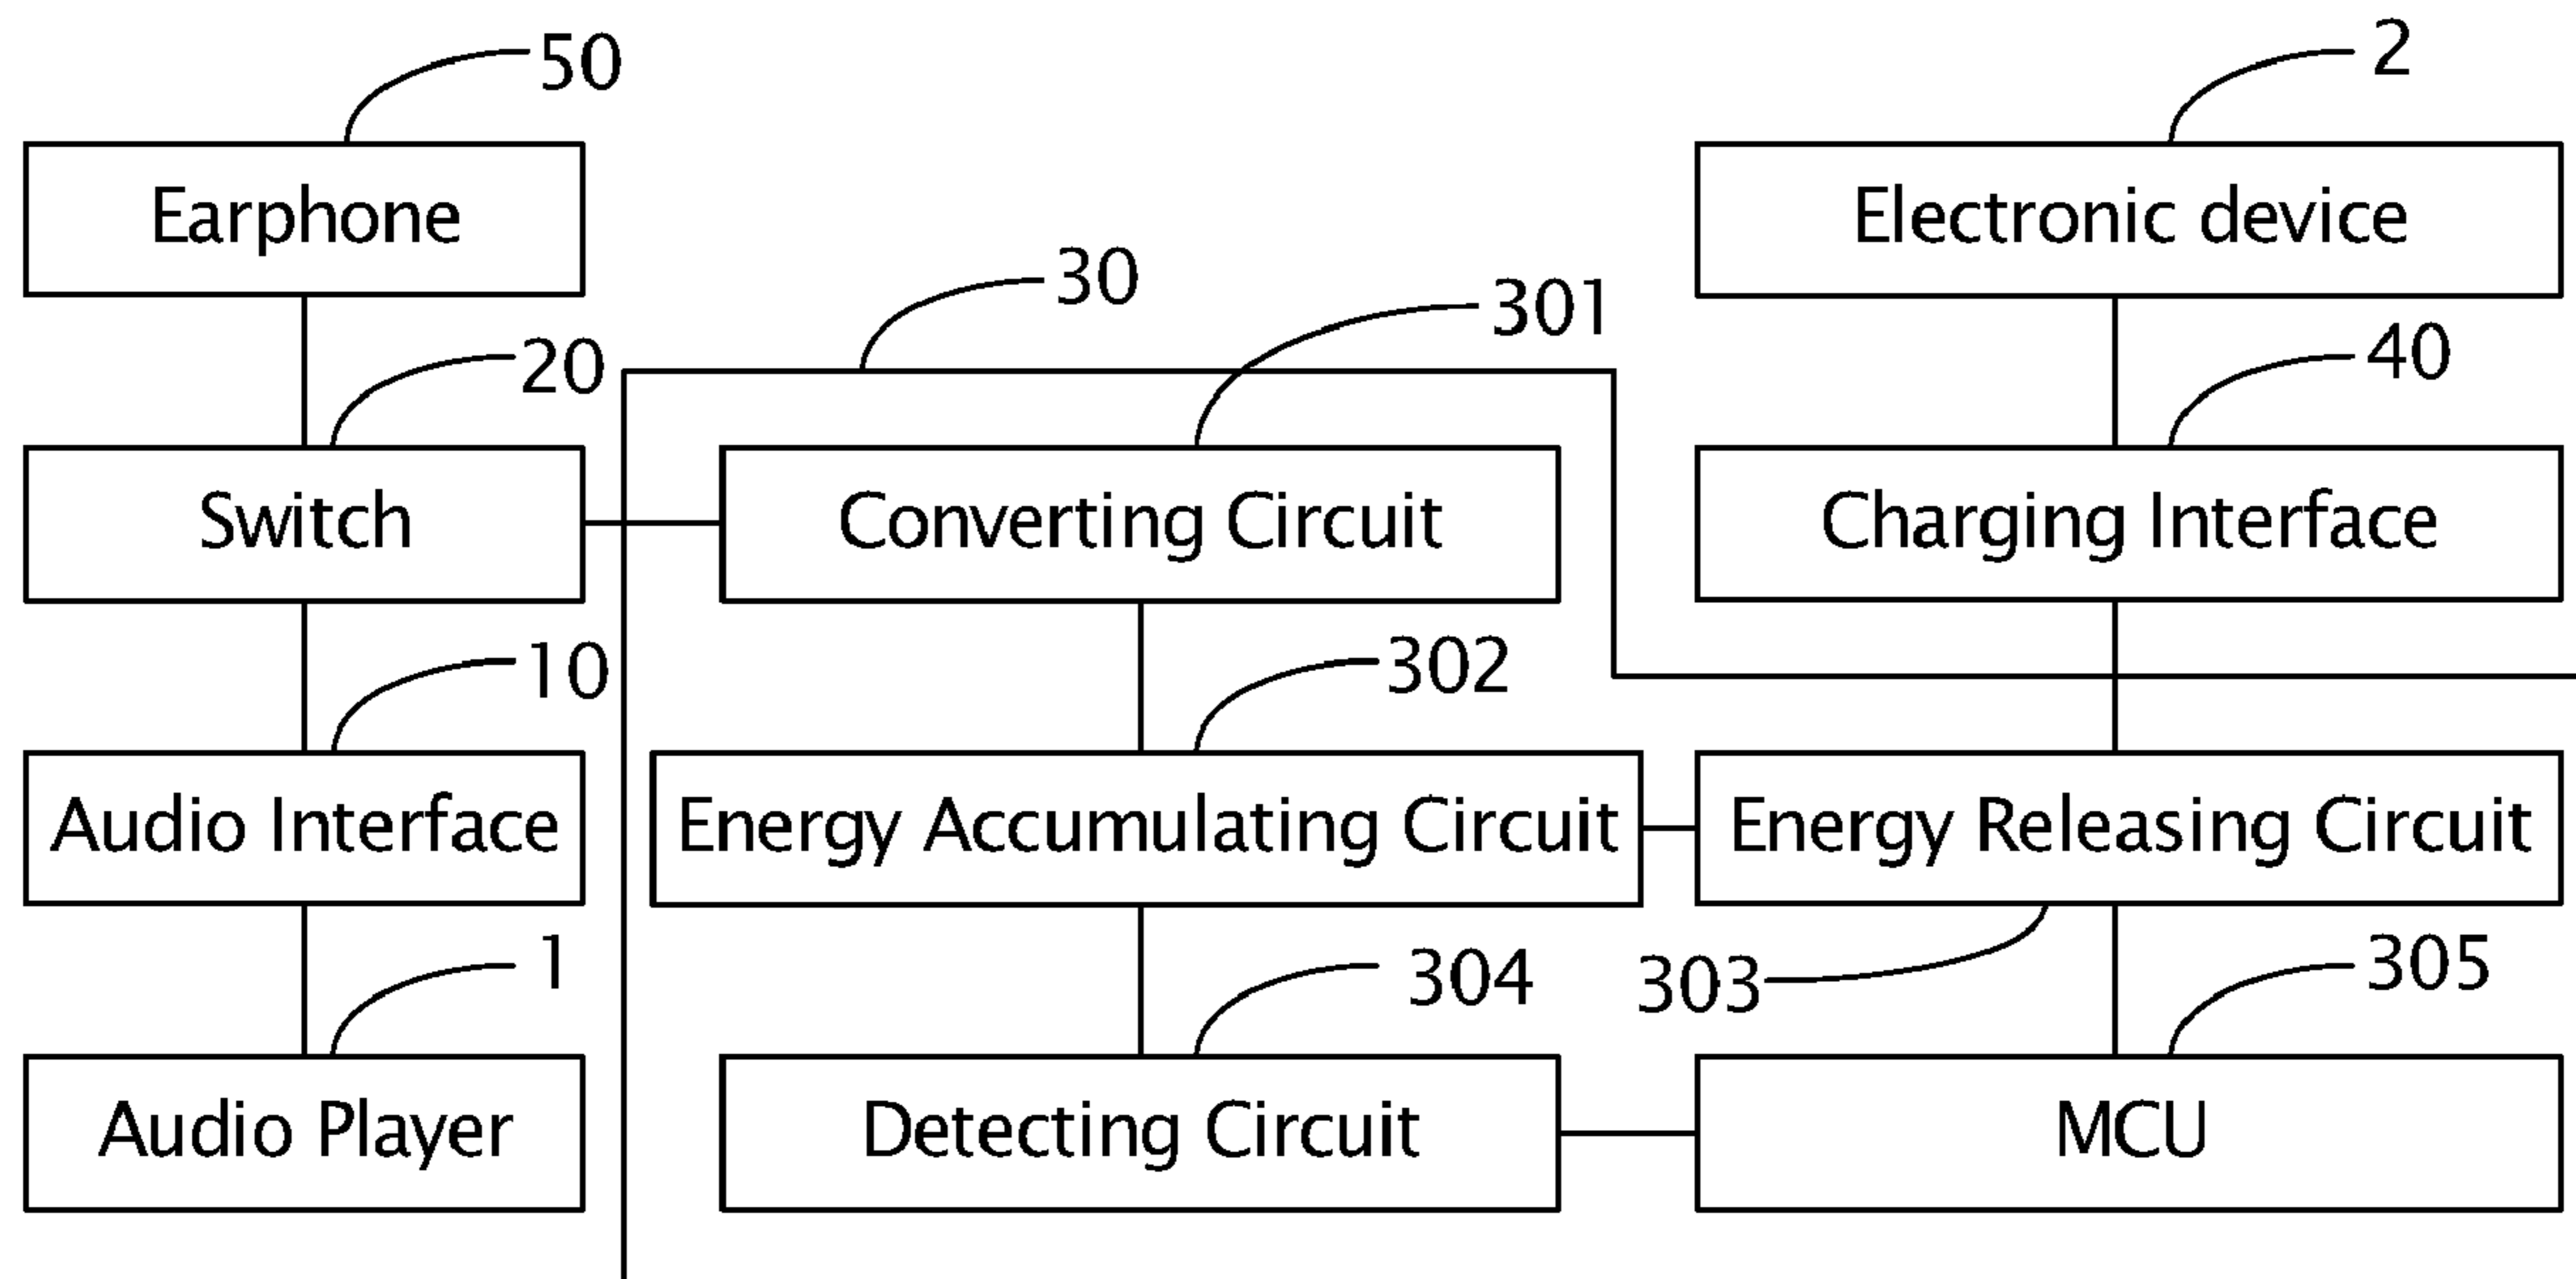 50
2
Earphone
Electronic device
30
301
20
40
Switch
Converting Circuit
Charging Interface
10
302
Audio Interface
Energy Accumulating Circuit
Energy Releasing Circuit
1
304
303
305
Audio Player
Detecting Circuit
MCU